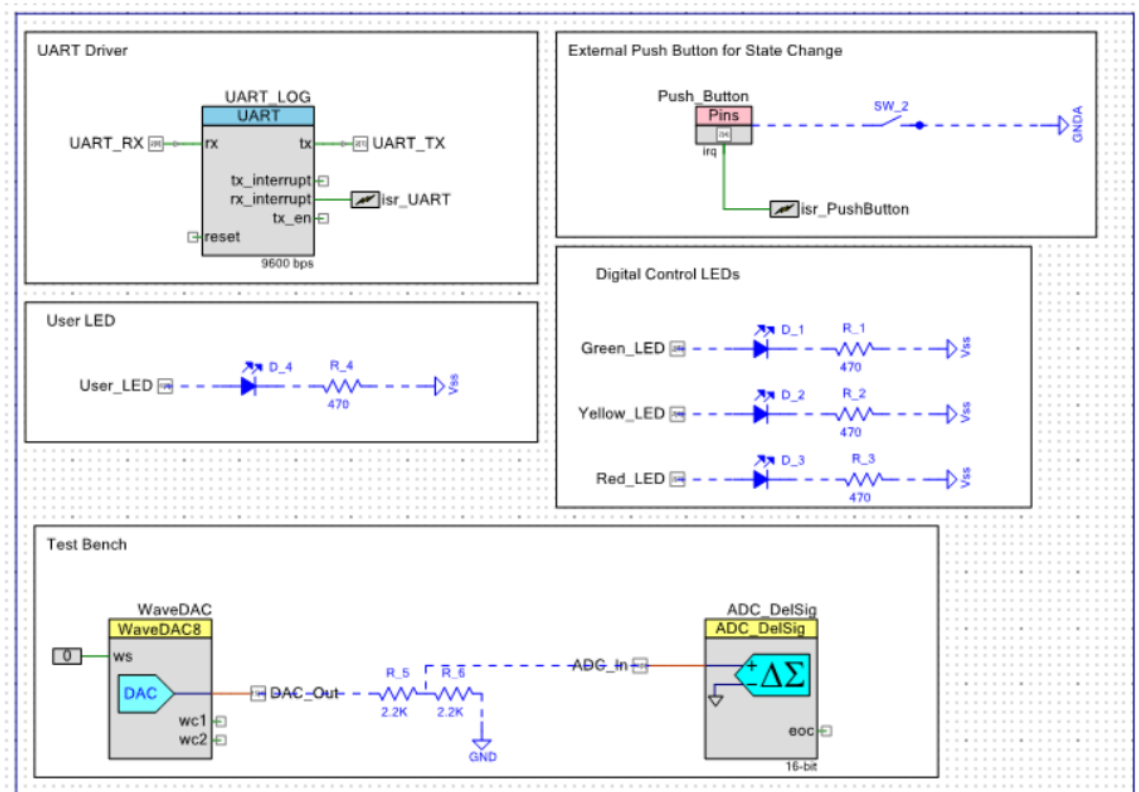 UART Driver
UART_LOG
UART
UART_RX
rx
tx
UART_TX
tx_interrupt
rx_interrupt
isr_UART
tx_en
reset
9600 bps
External Push Button for State Change
Push_Button
Pins
irq
SW_2
GNDA
isr_PushButton
User LED
User_LED
D_4
R_4
470
Vss
Digital Control LEDs
Green_LED
D_1
R_1
470
Vss
Yellow_LED
D_2
R_2
470
Vss
Red_LED
D_3
R_3
470
Vss
Test Bench
WaveDAC
WaveDAC8
0
ws
DAC
wc1
wc2
DAC_Out
R_5
2.2K
R_6
2.2K
GND
ADC_In
ADC_DelSig
ADC_DelSig
+
−
ΔΣ
eoc
16-bit